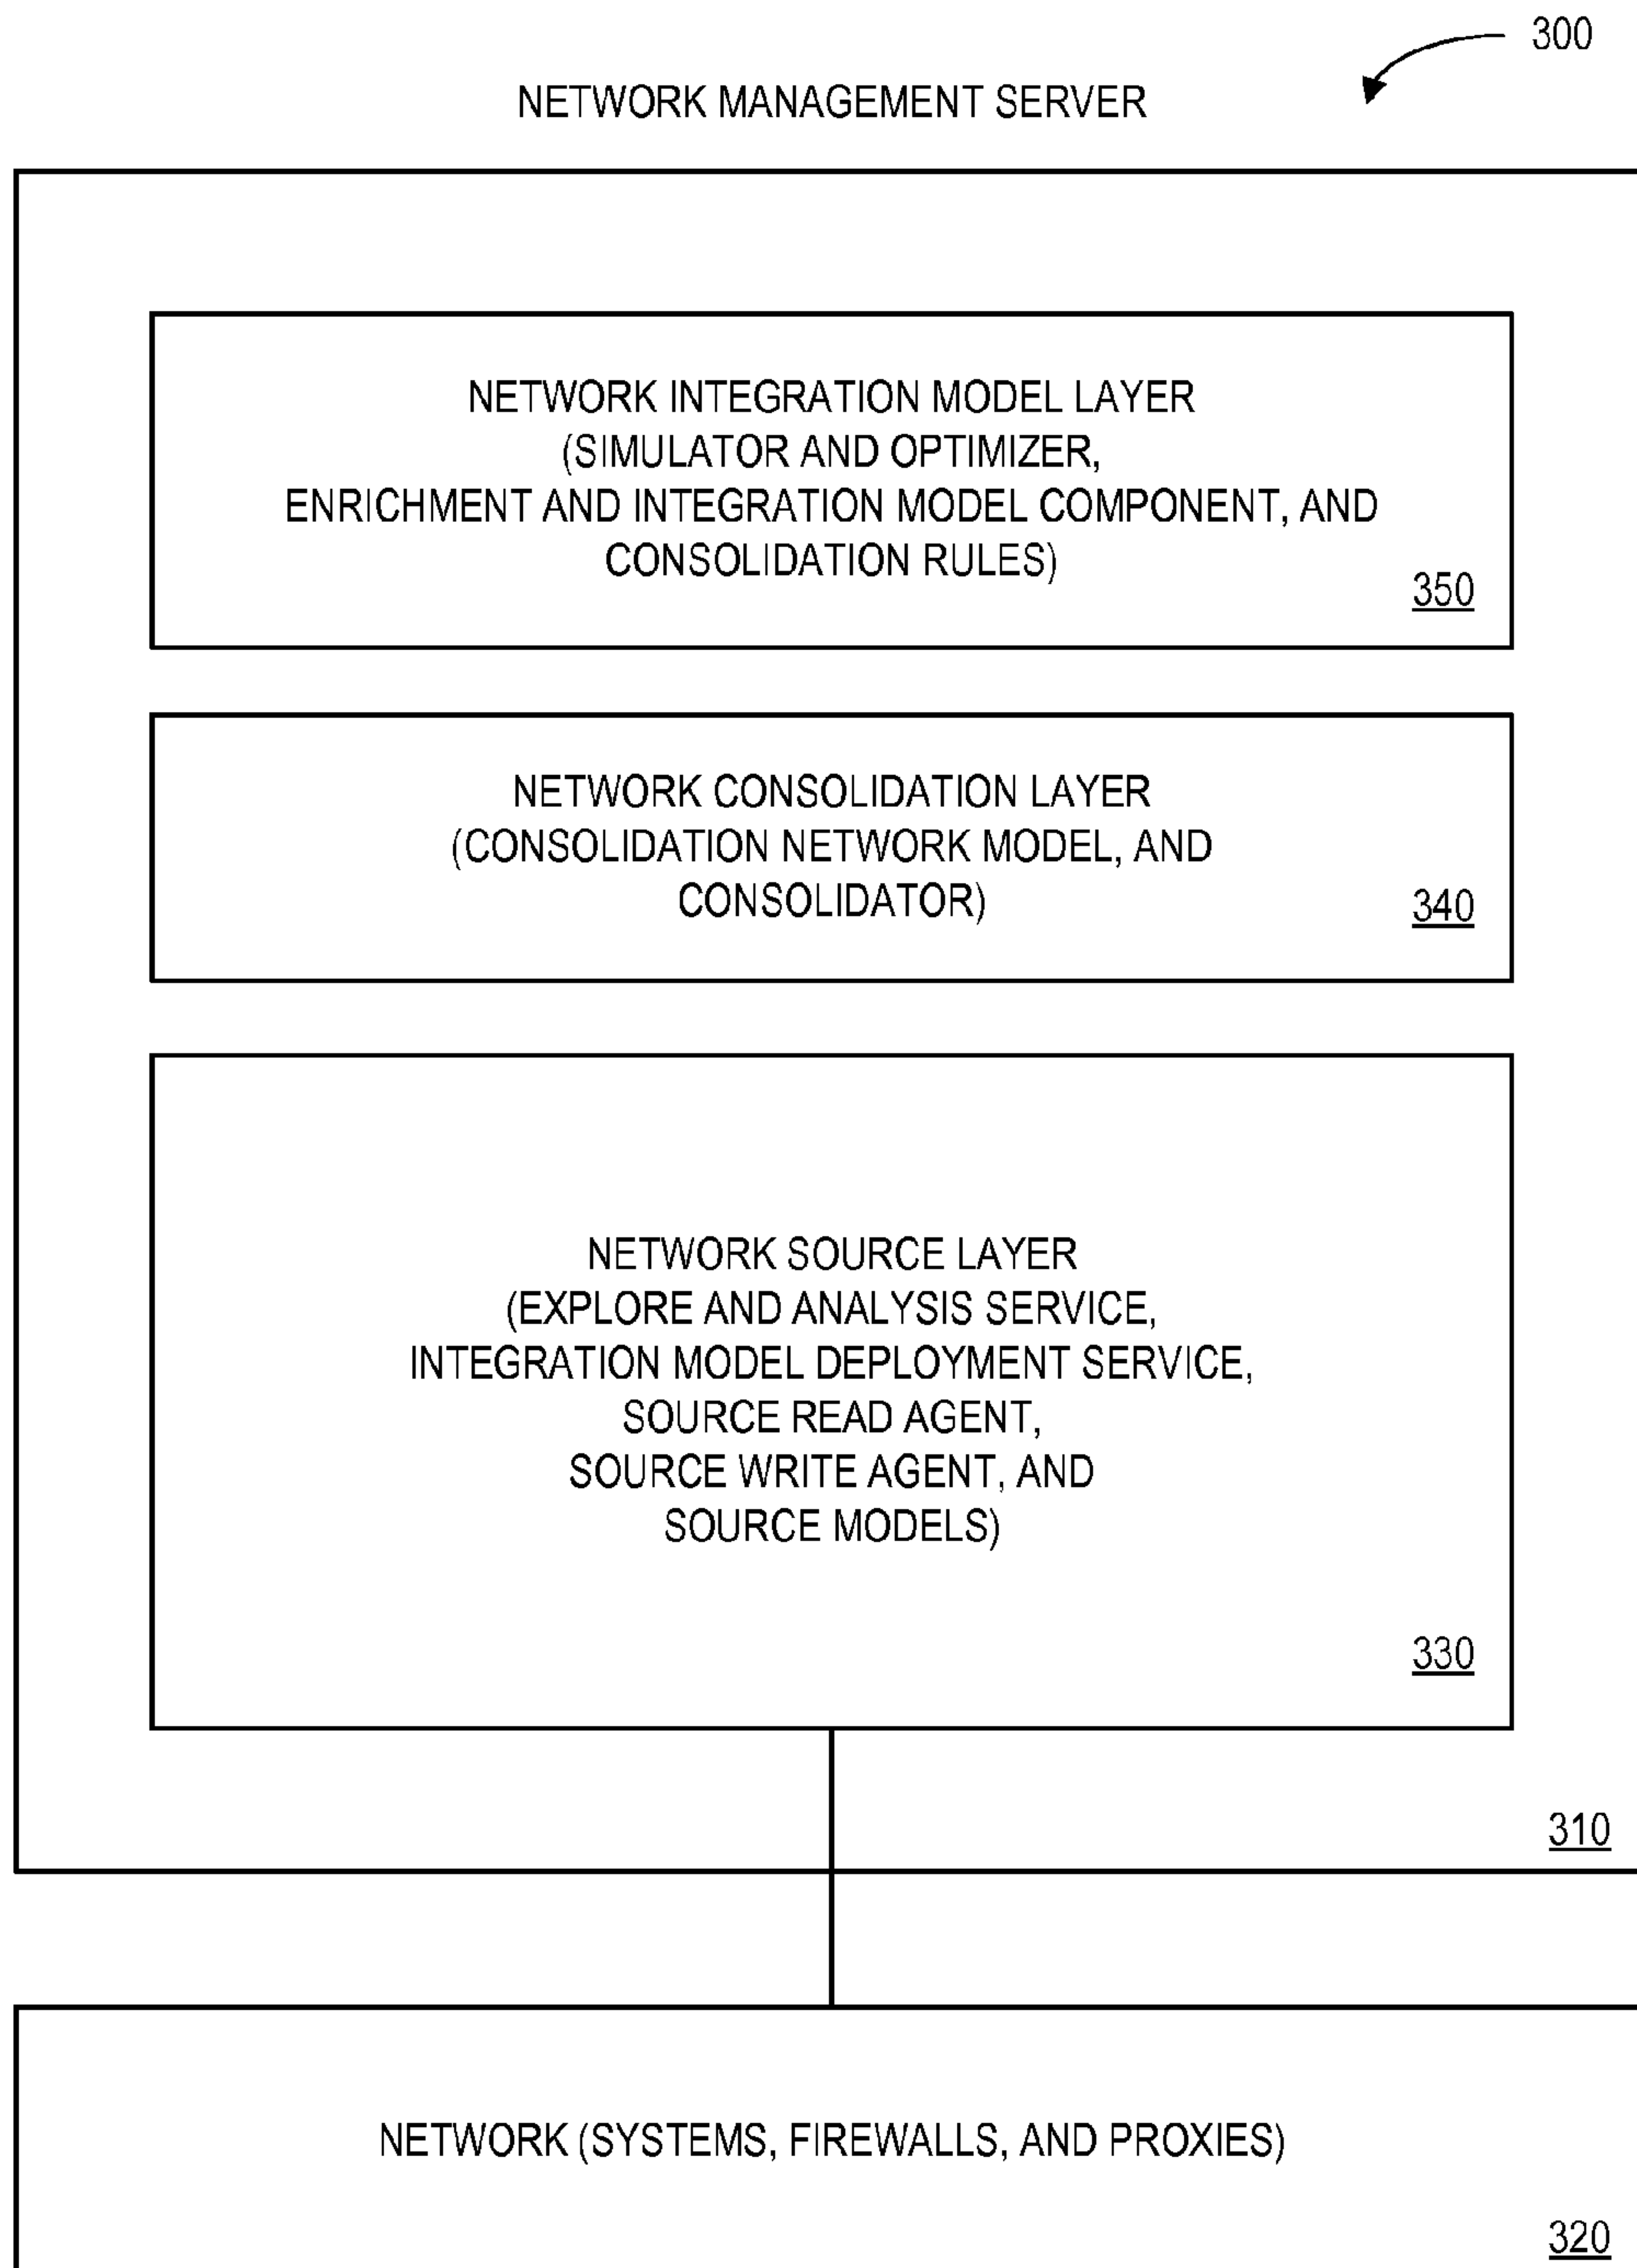 300
NETWORK MANAGEMENT SERVER
NETWORK INTEGRATION MODEL LAYER
(SIMULATOR AND OPTIMIZER,
ENRICHMENT AND INTEGRATION MODEL COMPONENT, AND
CONSOLIDATION RULES)
350
NETWORK CONSOLIDATION LAYER
(CONSOLIDATION NETWORK MODEL, AND
CONSOLIDATOR)
340
NETWORK SOURCE LAYER
(EXPLORE AND ANALYSIS SERVICE,
INTEGRATION MODEL DEPLOYMENT SERVICE,
SOURCE READ AGENT,
SOURCE WRITE AGENT, AND
SOURCE MODELS)
330
310
NETWORK (SYSTEMS, FIREWALLS, AND PROXIES)
320